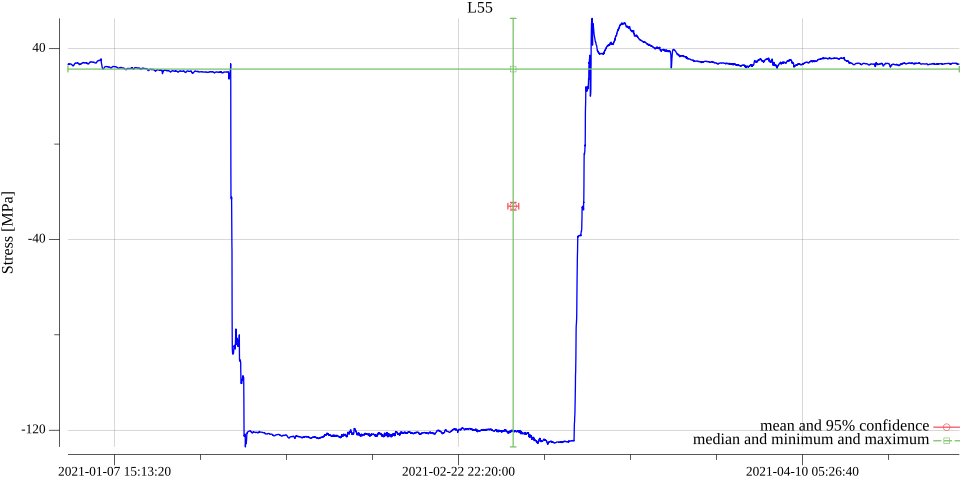 L55
40
Stress [MPa]
-40
-120
mean and 95% confidence
median and minimum and maximum
2021-01-07 15:13:20
2021-02-22 22:20:00
2021-04-10 05:26:40